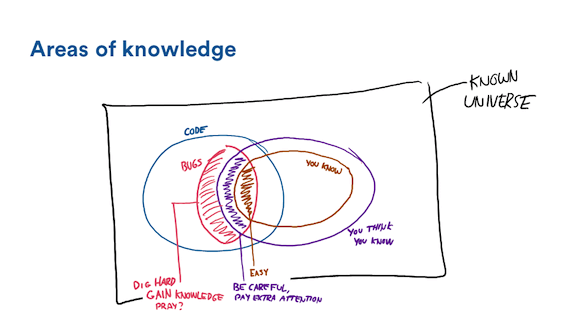 Areas of knowledge
KNOWN
UNIVERSE
CODE
BUGS
YOU KNOW
YOU THINK
YOU KNOW
EASY
DIG HARD
GAIN KNOWLEDGE
PRAY?
BE CAREFUL,
PAY EXTRA ATTENTION